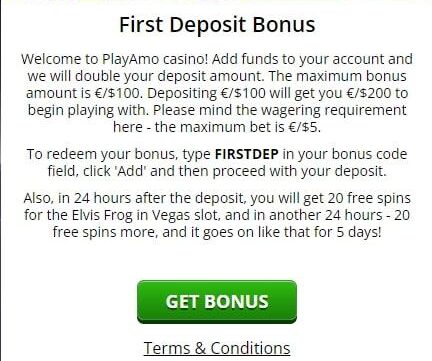 First Deposit Bonus
Welcome to PlayAmo casino! Add funds to your account and
we will double your deposit amount. The maximum bonus
amount is €/$100. Depositing €/$100 will get you €/$200 to
begin playing with. Please mind the wagering requirement
here - the maximum bet is €/$5.
To redeem your bonus, type FIRSTDEP in your bonus code
field, click 'Add' and then proceed with your deposit.
Also, in 24 hours after the deposit, you will get 20 free spins
for the Elvis Frog in Vegas slot, and in another 24 hours - 20
free spins more, and it goes on like that for 5 days!
GET BONUS
Terms & Conditions